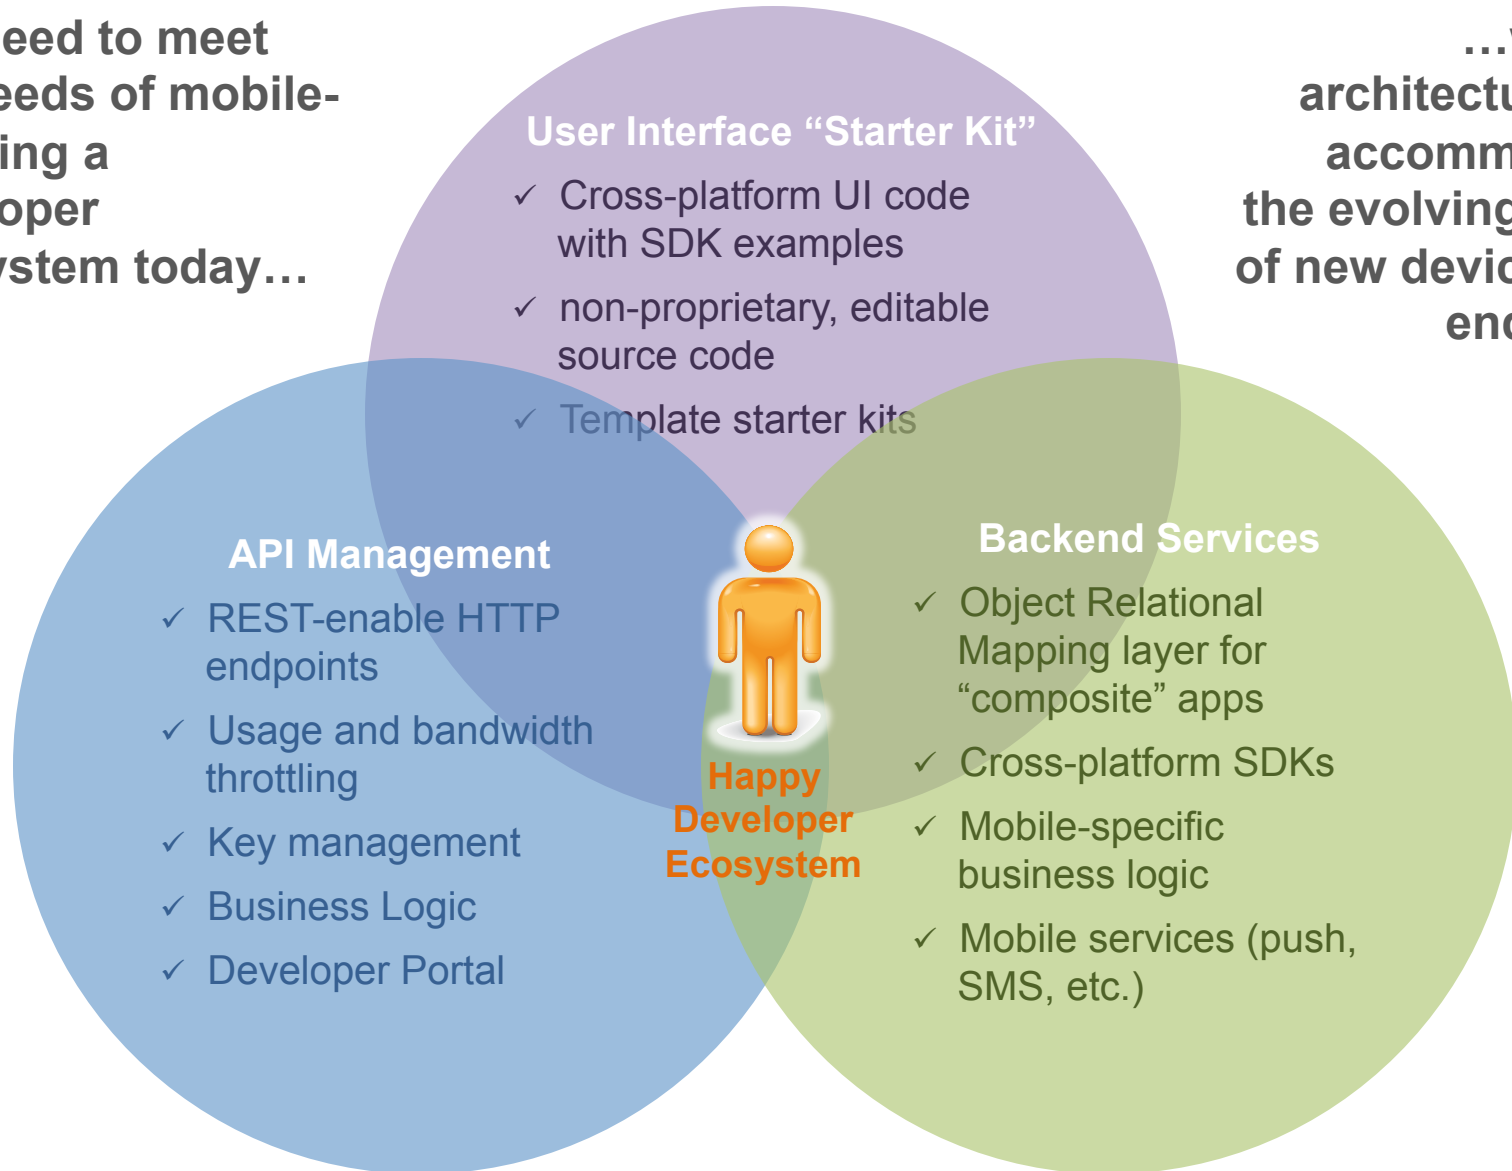 eed to meet
eeds of mobile-
ing a
oper
ystem today…
…
architectu
accomm
the evolving
of new devic
end
User Interface “Starter Kit”
✓ Cross-platform UI code
with SDK examples
✓ non-proprietary, editable
source code
✓ Template starter kits
API Management
✓ REST-enable HTTP
endpoints
✓ Usage and bandwidth
throttling
✓ Key management
✓ Business Logic
✓ Developer Portal
Happy
Developer
Ecosystem
Backend Services
✓ Object Relational
Mapping layer for
“composite” apps
✓ Cross-platform SDKs
✓ Mobile-specific
business logic
✓ Mobile services (push,
SMS, etc.)